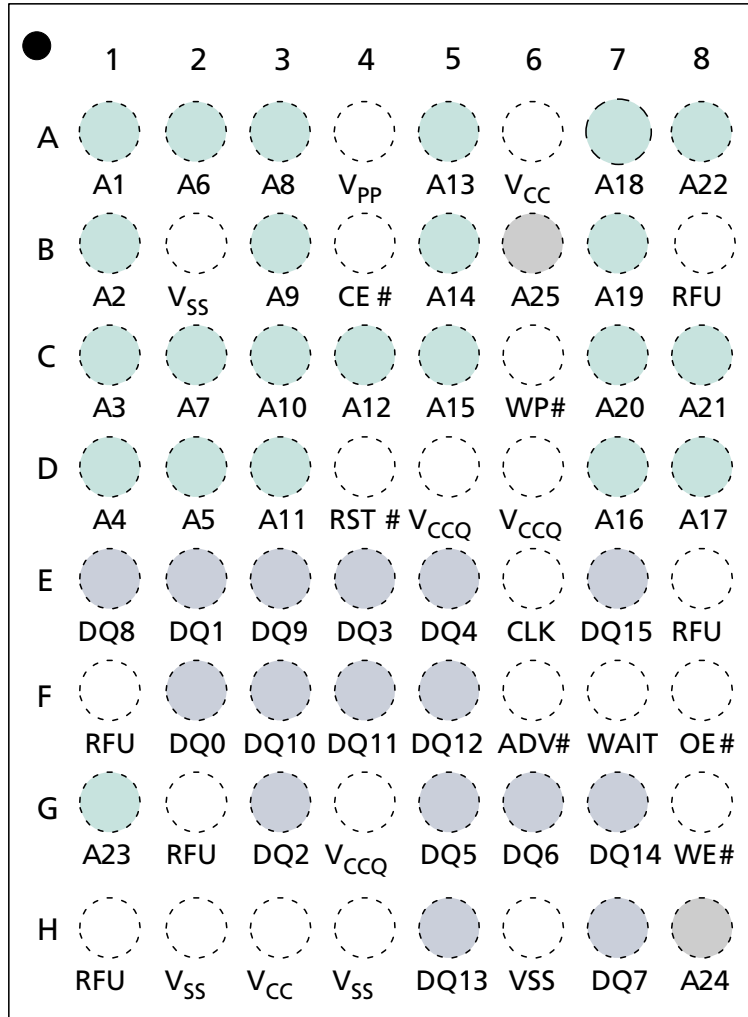 1 2 3 4 5 6 7 8
A
A1 A6 A8 VPP A13 VCC A18 A22
B
A2 VSS A9 CE # A14 A25 A19 RFU
C
A3 A7 A10 A12 A15 WP# A20 A21
D
A4 A5 A11 RST # VCCQ VCCQ A16 A17
E
DQ8 DQ1 DQ9 DQ3 DQ4 CLK DQ15 RFU
F
RFU DQ0 DQ10 DQ11 DQ12 ADV# WAIT OE#
G
A23 RFU DQ2 VCCQ DQ5 DQ6 DQ14 WE#
H
RFU VSS VCC VSS DQ13 VSS DQ7 A24